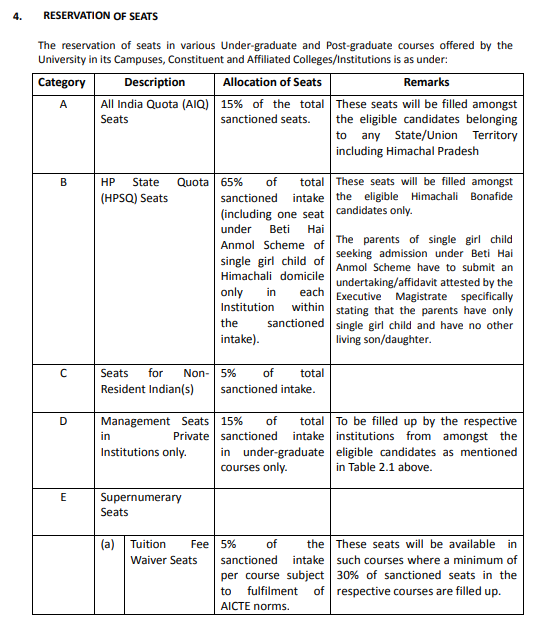 4. RESERVATION OF SEATS
The reservation of seats in various Under-graduate and Post-graduate courses offered by the
University in its Campuses, Constituent and Affiliated Colleges/Institutions is as under:
Category Description Allocation of Seats Remarks
A
All India Quota (AIQ)
Seats
15% of the total
sanctioned seats.
These seats will be filled amongst
the eligible candidates belonging
to any State/Union Territory
including Himachal Pradesh
B
HP State Quota
(HPSQ) Seats
65% of total
sanctioned intake
(including one seat
under Beti Hai
Anmol Scheme of
single girl child of
Himachali domicile
only in each
Institution within
the sanctioned
intake).
These seats will be filled amongst
the eligible Himachali Bonafide
candidates only.
The parents of single girl child
seeking admission under Beti Hai
Anmol Scheme have to submit an
undertaking/affidavit attested by the
Executive Magistrate specifically
stating that the parents have only
single girl child and have no other
living son/daughter.
C
Seats for Non-
Resident Indian(s)
5% of total
sanctioned intake.
D
Management Seats
in Private
Institutions only.
15% of total
sanctioned intake
in under-graduate
courses only.
To be filled up by the respective
institutions from amongst the
eligible candidates as mentioned
in Table 2.1 above.
E
Supernumerary
Seats
(a) Tuition Fee
Waiver Seats
5% of the
sanctioned intake
per course subject
to fulfilment of
AICTE norms.
These seats will be available in
such courses where a minimum of
30% of sanctioned seats in the
respective courses are filled up.